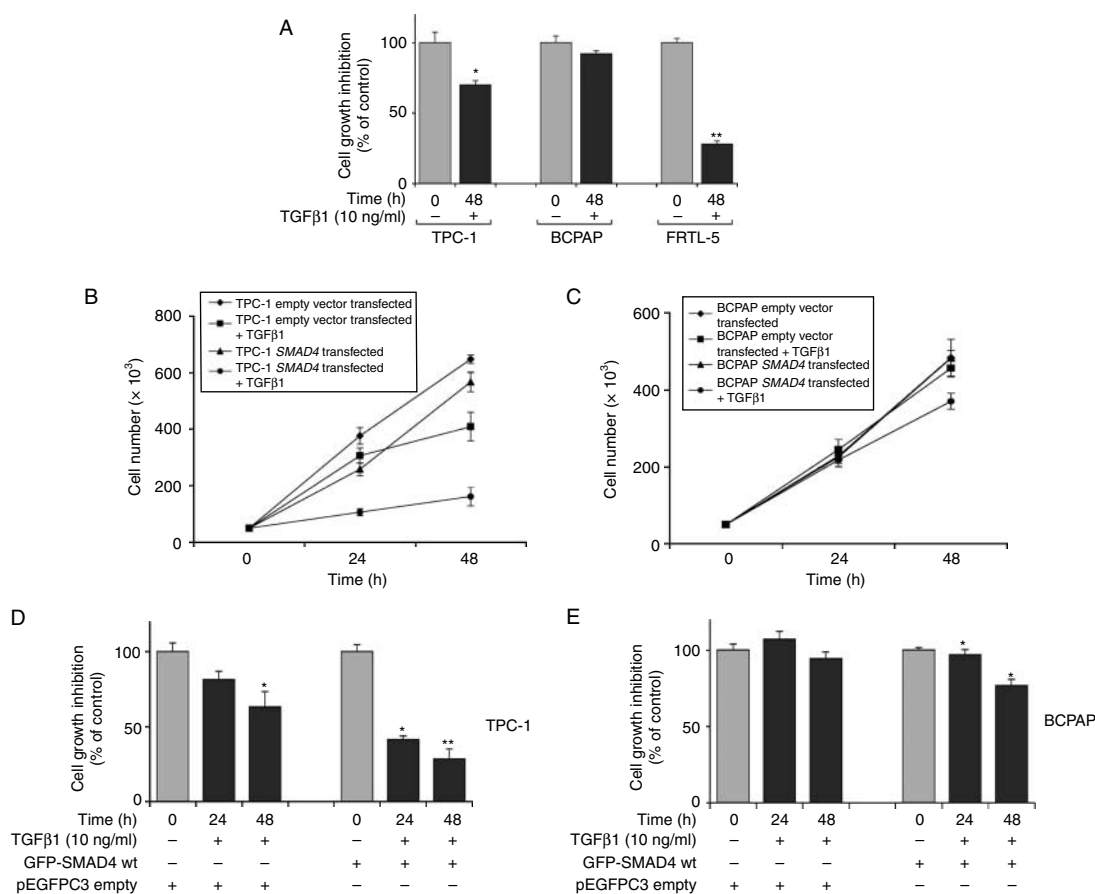 A
Cell growth inhibition
(% of control)
100
50
0
*
**
Time (h) 0 48 0 48 0 48
TGFβ1 (10 ng/ml) – + – + – +
TPC-1 BCPAP FRTL-5
B
TPC-1 empty vector transfected
TPC-1 empty vector transfected
+ TGFβ1
TPC-1 SMAD4 transfected
TPC-1 SMAD4 transfected
+ TGFβ1
Cell number (× 10³)
800
600
400
200
0
0 24 48
Time (h)
C
BCPAP empty vector
transfected
BCPAP empty vector
transfected + TGFβ1
BCPAP SMAD4 transfected
BCPAP SMAD4 transfected
+ TGFβ1
Cell number (× 10³)
600
400
200
0
0 24 48
Time (h)
D
Cell growth inhibition
(% of control)
100
50
0
*
*
**
TPC-1
Time (h) 0 24 48 0 24 48
TGFβ1 (10 ng/ml) – + + – + +
GFP-SMAD4 wt – – – + + +
pEGFPC3 empty + + + – – –
E
Cell growth inhibition
(% of control)
100
50
0
*
*
BCPAP
Time (h) 0 24 48 0 24 48
TGFβ1 (10 ng/ml) – + + – + +
GFP-SMAD4 wt – – – + + +
pEGFPC3 empty + + + – – –